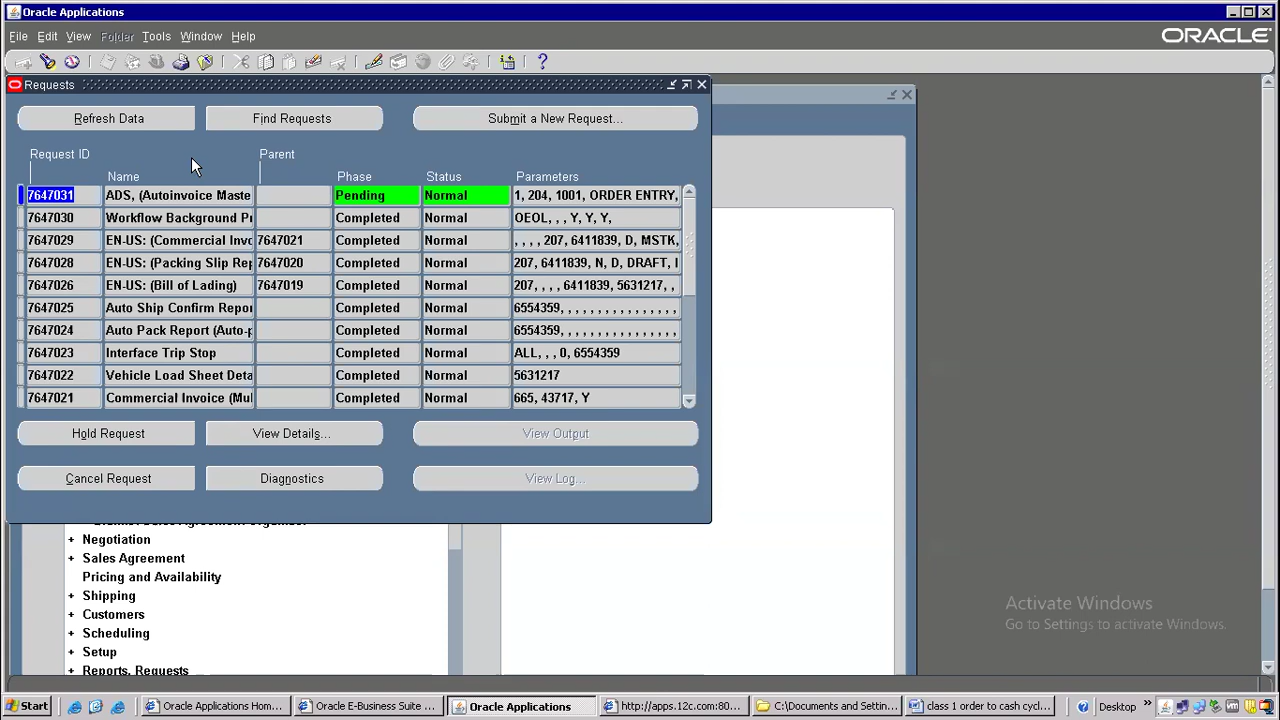 Oracle Applications
File Edit View Folder Tools Window Help
ORACLE
Requests
Refresh Data Find Requests Submit a New Request...
Request ID Parent
Name Phase Status Parameters
7647031 ADS, (Autoinvoice Maste Pending Normal 1, 204, 1001, ORDER ENTRY,
7647030 Workflow Background Pr Completed Normal OEOL, , , Y, Y, Y,
7647029 EN-US: (Commercial Invo 7647021 Completed Normal , , , , 207, 6411839, D, MSTK,
7647028 EN-US: (Packing Slip Rep 7647020 Completed Normal 207, 6411839, N, D, DRAFT, I
7647026 EN-US: (Bill of Lading) 7647019 Completed Normal 207, , , , 6411839, 5631217, ,
7647025 Auto Ship Confirm Repor Completed Normal 6554359, , , , , , , , , , , , , , ,
7647024 Auto Pack Report (Auto-p Completed Normal 6554359, , , , , , , , , , , , , , ,
7647023 Interface Trip Stop Completed Normal ALL, , , 0, 6554359
7647022 Vehicle Load Sheet Deta Completed Normal 5631217
7647021 Commercial Invoice (Mul Completed Normal 665, 43717, Y
Hold Request View Details... View Output
Cancel Request Diagnostics View Log...
+ Negotiation
+ Sales Agreement
Pricing and Availability
+ Shipping
+ Customers
+ Scheduling
+ Setup
+ Reports, Requests
Activate Windows
Go to Settings to activate Windows.
Start Oracle Applications Hom... Oracle E-Business Suite ... Oracle Applications http://apps.12c.com:80... C:\Documents and Settin... class 1 order to cash cycl... Desktop